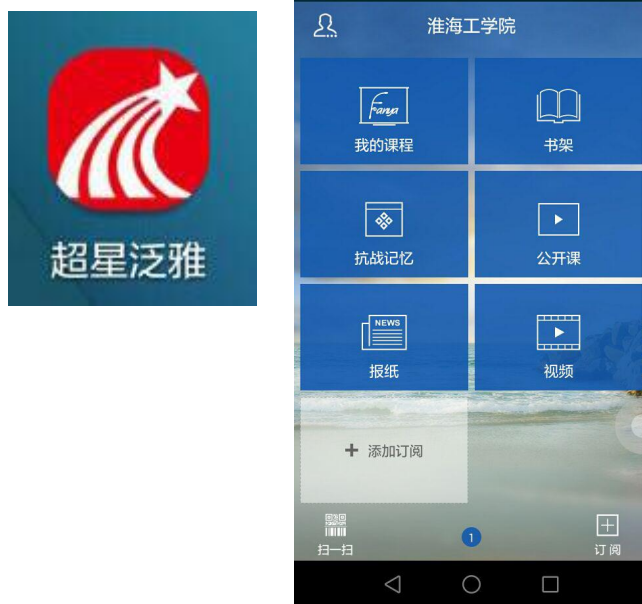 超星泛雅
淮海工学院
Fanya
我的课程
书架
抗战记忆
公开课
NEWS
报纸
视频
添加订阅
扫一扫
1
订阅